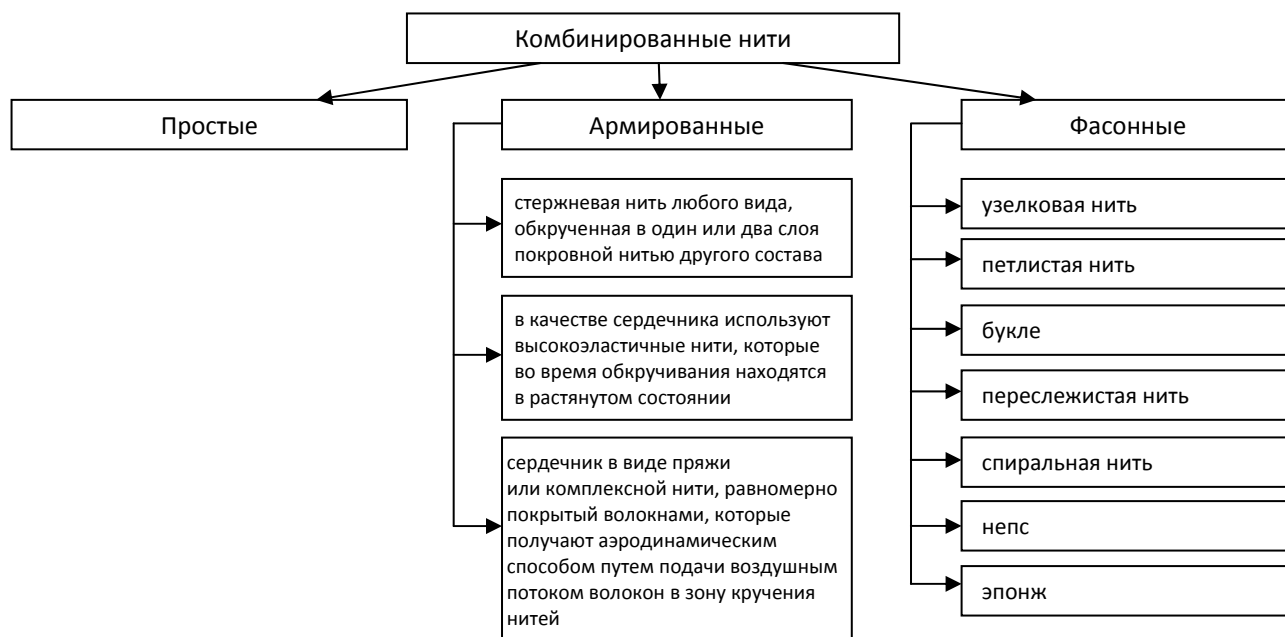 Комбинированные нити
Простые
Армированные
Фасонные
стержневая нить любого вида,
обкрученная в один или два слоя
покровной нитью другого состава
в качестве сердечника используют
высокоэластичные нити, которые
во время обкручивания находятся
в растянутом состоянии
сердечник в виде пряжи
или комплексной нити, равномерно
покрытый волокнами, которые
получают аэродинамическим
способом путем подачи воздушным
потоком волокон в зону кручения
нитей
узелковая нить
петлистая нить
букле
переслежистая нить
спиральная нить
непс
эпонж